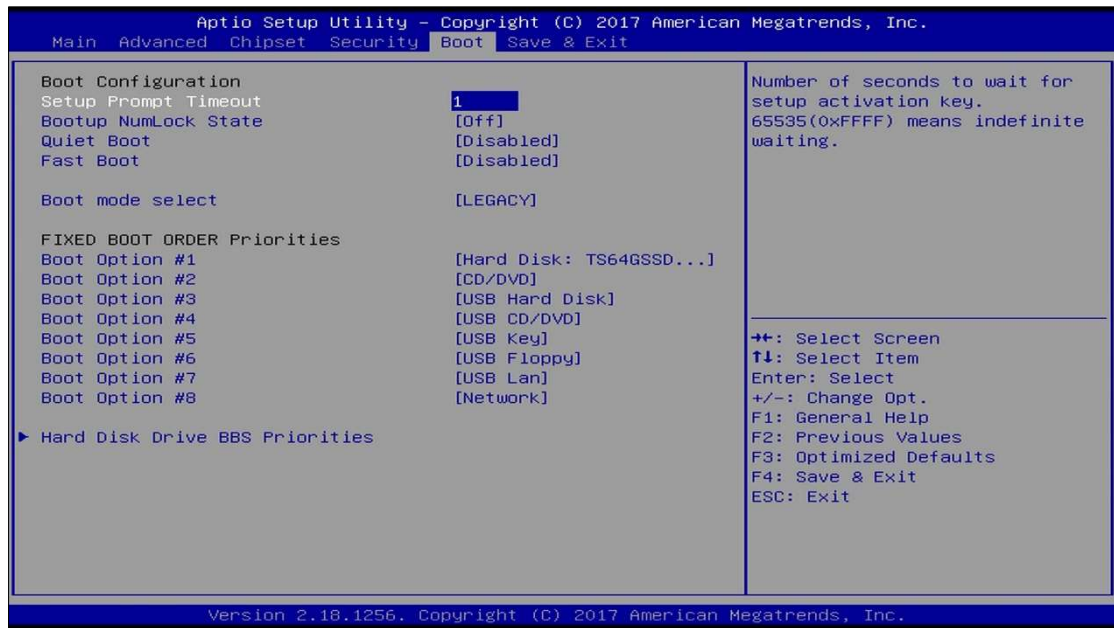 Aptio Setup Utility – Copyright (C) 2017 American Megatrends, Inc.
Main Advanced Chipset Security Boot Save & Exit
Boot Configuration
Setup Prompt Timeout 1
Bootup NumLock State [Off]
Quiet Boot [Disabled]
Fast Boot [Disabled]
Boot mode select [LEGACY]
FIXED BOOT ORDER Priorities
Boot Option #1 [Hard Disk: TS64GSSD...]
Boot Option #2 [CD/DVD]
Boot Option #3 [USB Hard Disk]
Boot Option #4 [USB CD/DVD]
Boot Option #5 [USB Key]
Boot Option #6 [USB Floppy]
Boot Option #7 [USB Lan]
Boot Option #8 [Network]
▶ Hard Disk Drive BBS Priorities
Number of seconds to wait for
setup activation key.
65535(0xFFFF) means indefinite
waiting.
→←: Select Screen
↑↓: Select Item
Enter: Select
+/-: Change Opt.
F1: General Help
F2: Previous Values
F3: Optimized Defaults
F4: Save & Exit
ESC: Exit
Version 2.18.1256. Copyright (C) 2017 American Megatrends, Inc.